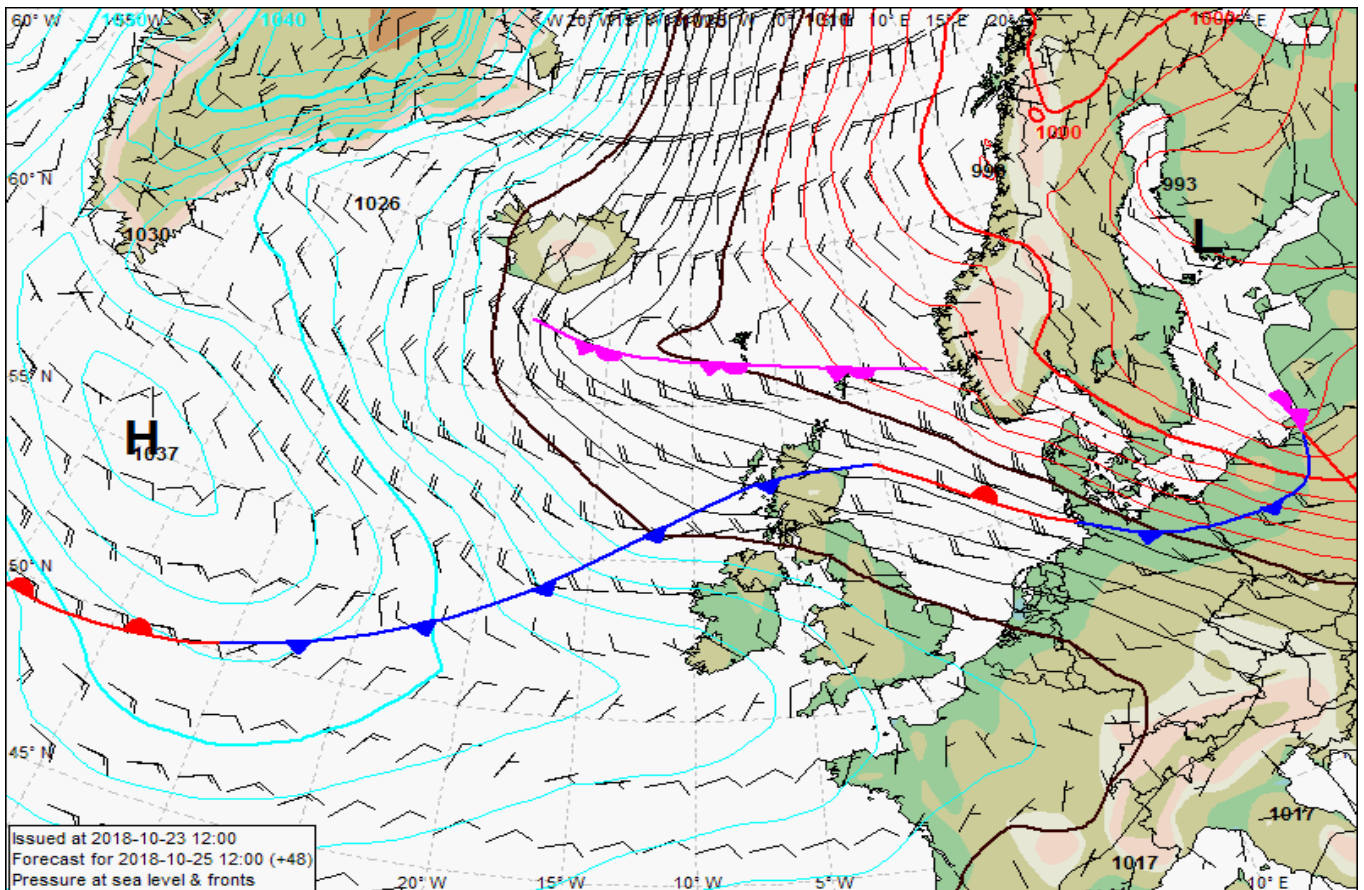 60° W
1040
10° E
15° E
1000
1000
60° N
1026
993
1030
L
55° N
H
1037
50° N
45° N
1017
1017
Issued at 2018-10-23 12:00
Forecast for 2018-10-25 12:00 (+48)
Pressure at sea level & fronts
20° W
15° W
10° W
5° W
10° E